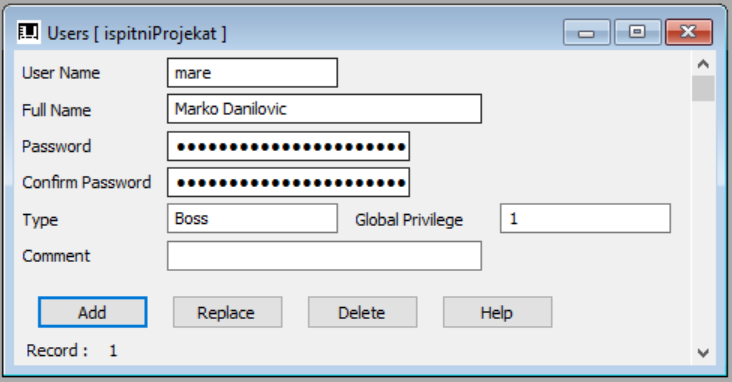 Users [ ispitniProjekat ]
User Name mare
Full Name Marko Danilovic
Password ●●●●●●●●●●●●●●●●●●●●●●
Confirm Password ●●●●●●●●●●●●●●●●●●●●●●
Type Boss Global Privilege 1
Comment
Add Replace Delete Help
Record : 1